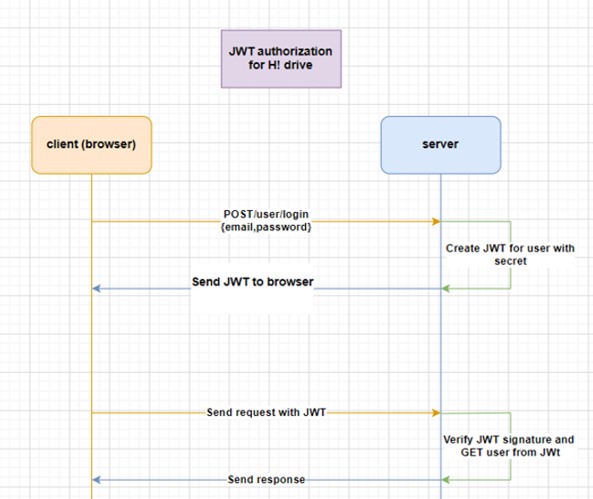 JWT authorization
for H! drive
client (browser)
server
POST/user/login
{email,password}
Create JWT for user with
secret
Send JWT to browser
Send request with JWT
Verify JWT signature and
GET user from JWt
Send response